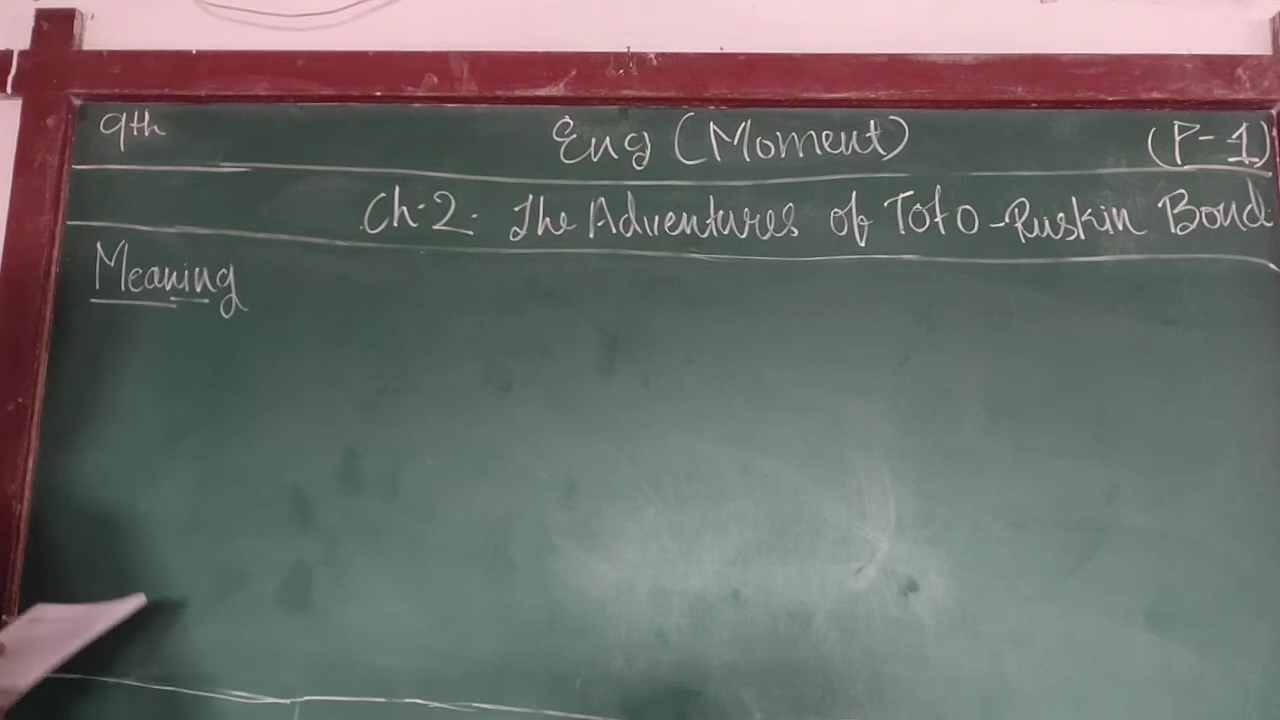 9th Eng (Moment) (P-1)
Ch.2. The Adventures of Toto - Ruskin Bond.
Meaning